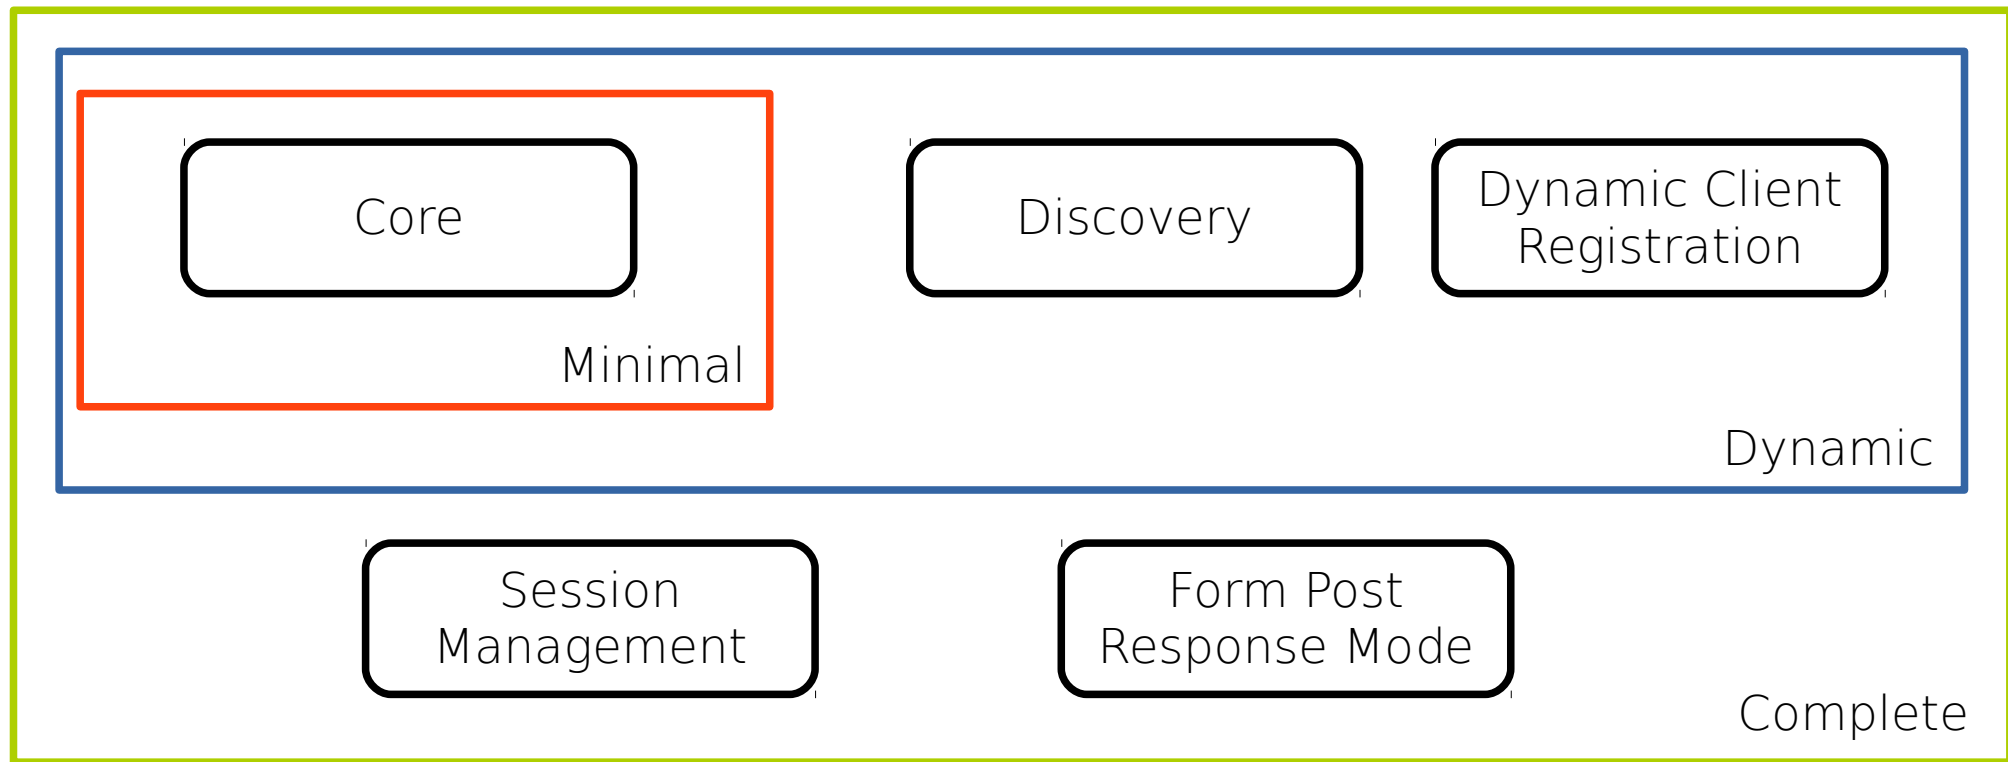 Core
Discovery
Dynamic Client
Registration
Minimal
Dynamic
Session
Management
Form Post
Response Mode
Complete